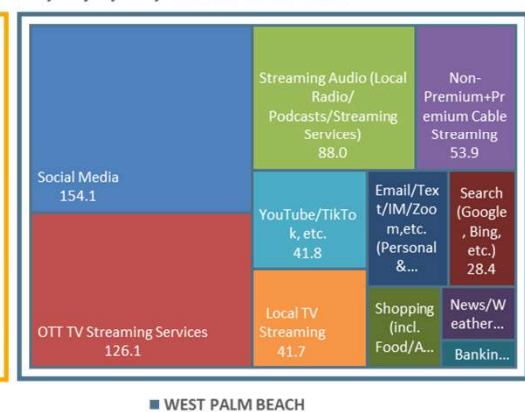 Streaming Audio (Local
Radio/
Podcasts/Streaming
Services)
88.0
Non-
Premium+Pr
emium Cable
Streaming
53.9
Social Media
154.1
YouTube/TikTo
k, etc.
41.8
Email/Tex
t/IM/Zoo
m,etc.
(Personal
&...
Search
(Google
, Bing,
etc.)
28.4
OTT TV Streaming Services
126.1
Local TV
Streaming
41.7
Shopping
(incl.
Food/A...
News/W
eather...
Bankin...
WEST PALM BEACH